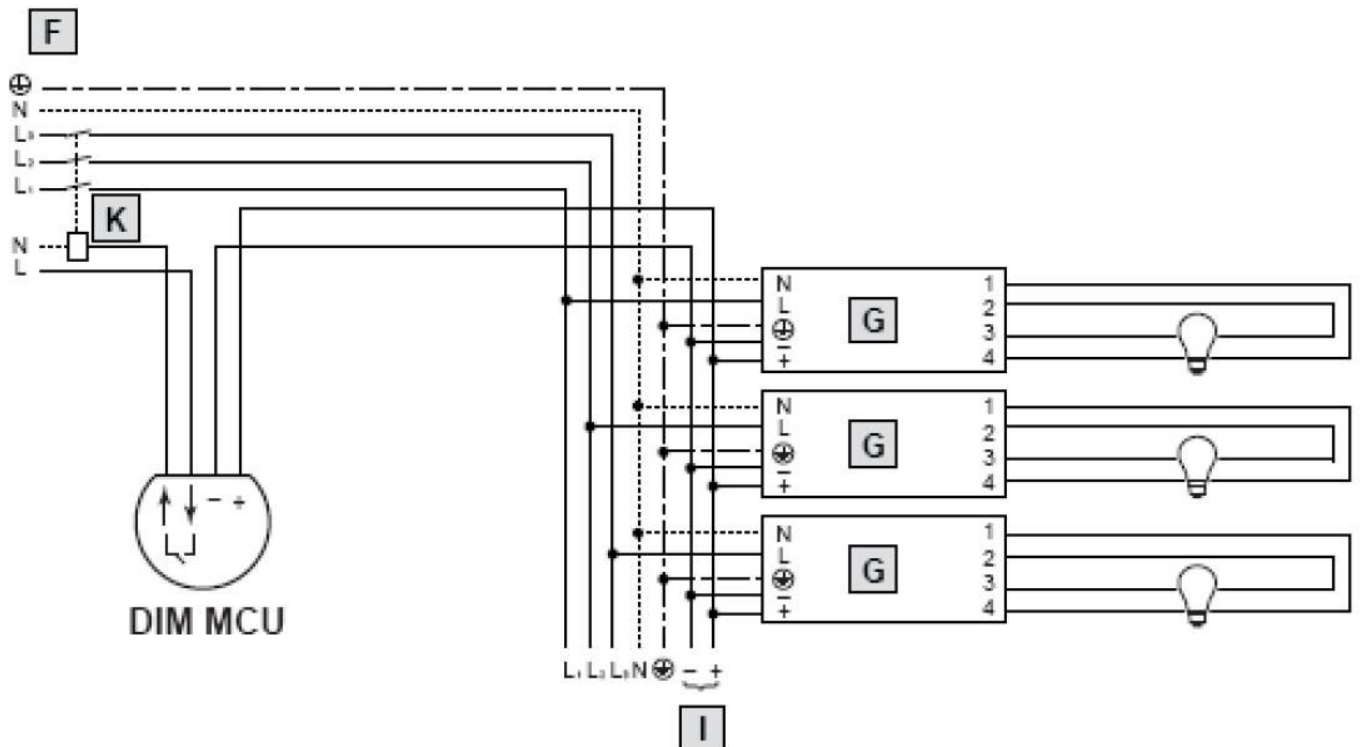 F
N
L₃
L₂
L₁
K
N
L
N
L
G
–
+
1
2
3
4
N
L
G
–
+
1
2
3
4
N
L
G
–
+
1
2
3
4
– +
DIM MCU
L₁ L₂ L₃ N – +
I